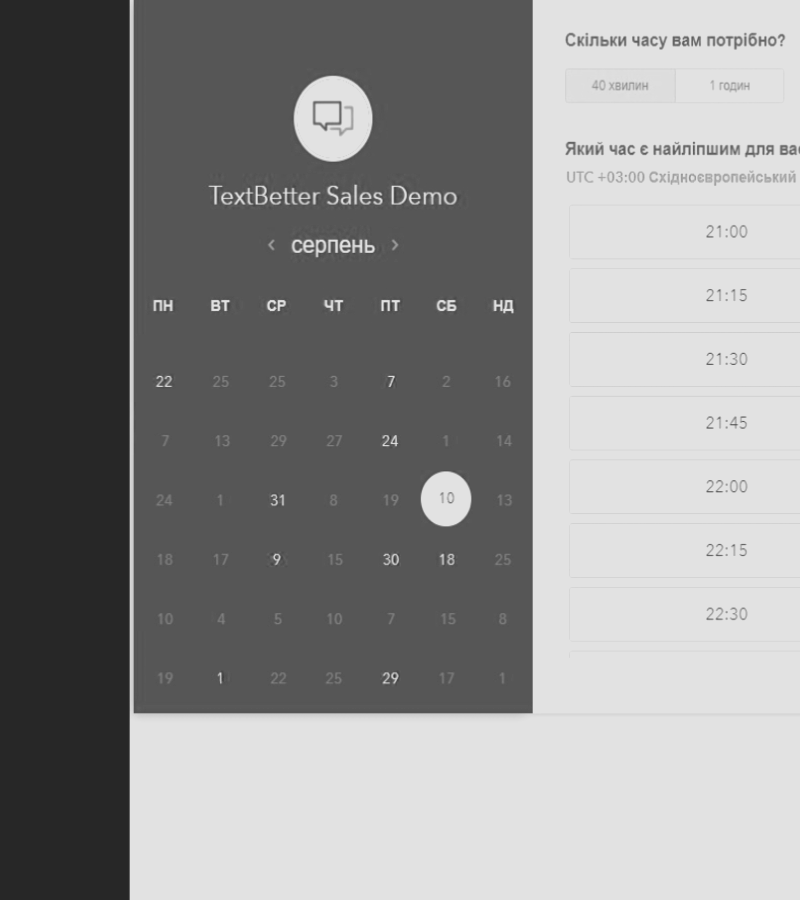 TextBetter Sales Demo
‹ серпень ›
ПН ВТ СР ЧТ ПТ СБ НД
22 25 25 3 7 2 16
7 13 29 27 24 1 14
24 1 31 8 19 10 13
18 17 9 15 30 18 25
10 4 5 10 7 15 8
19 1 22 25 29 17 1
Скільки часу вам потрібно?
40 хвилин 1 годин
Який час є найліпшим для
UTC +03:00 Східноєвропейський
21:00
21:15
21:30
21:45
22:00
22:15
22:30